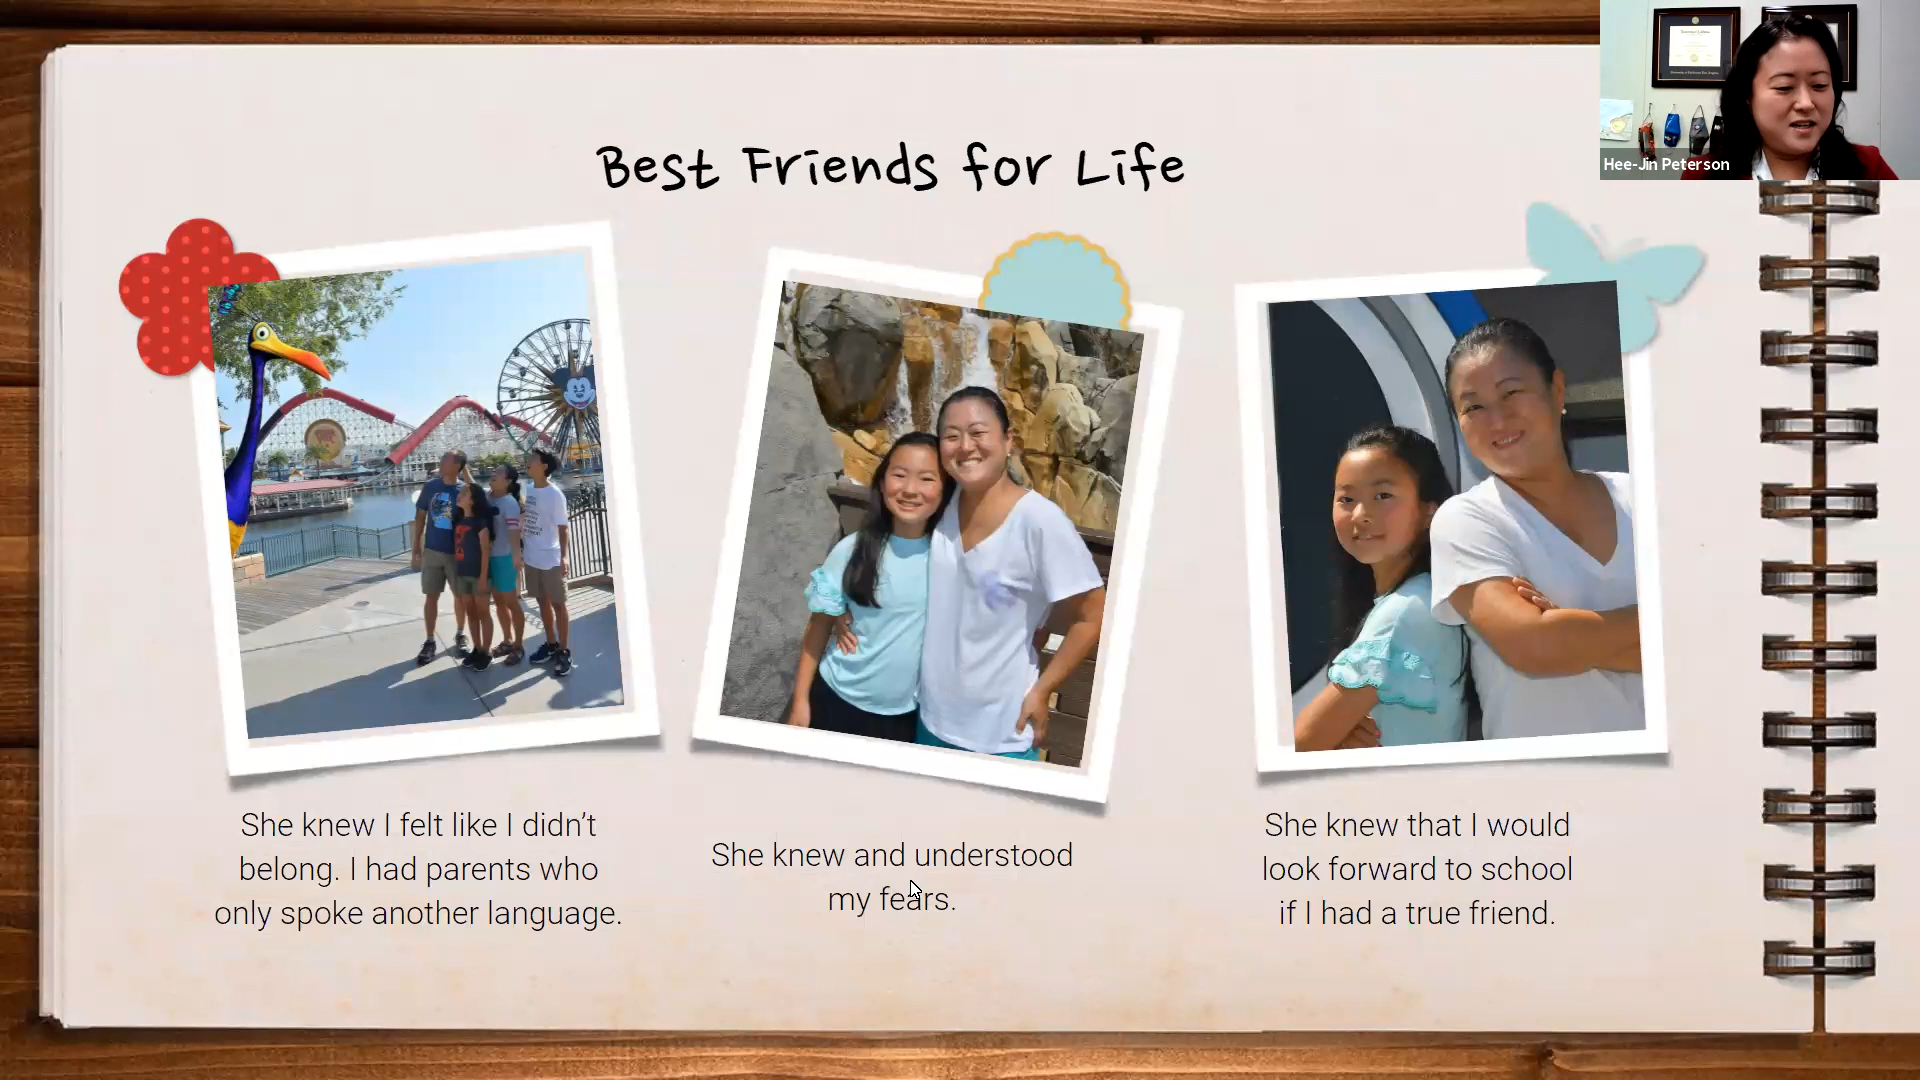 Best Friends for Life
Hee-Jin Peterson
She knew I felt like I didn’t
belong. I had parents who
only spoke another language.
She knew and understood
my fears.
She knew that I would
look forward to school
if I had a true friend.